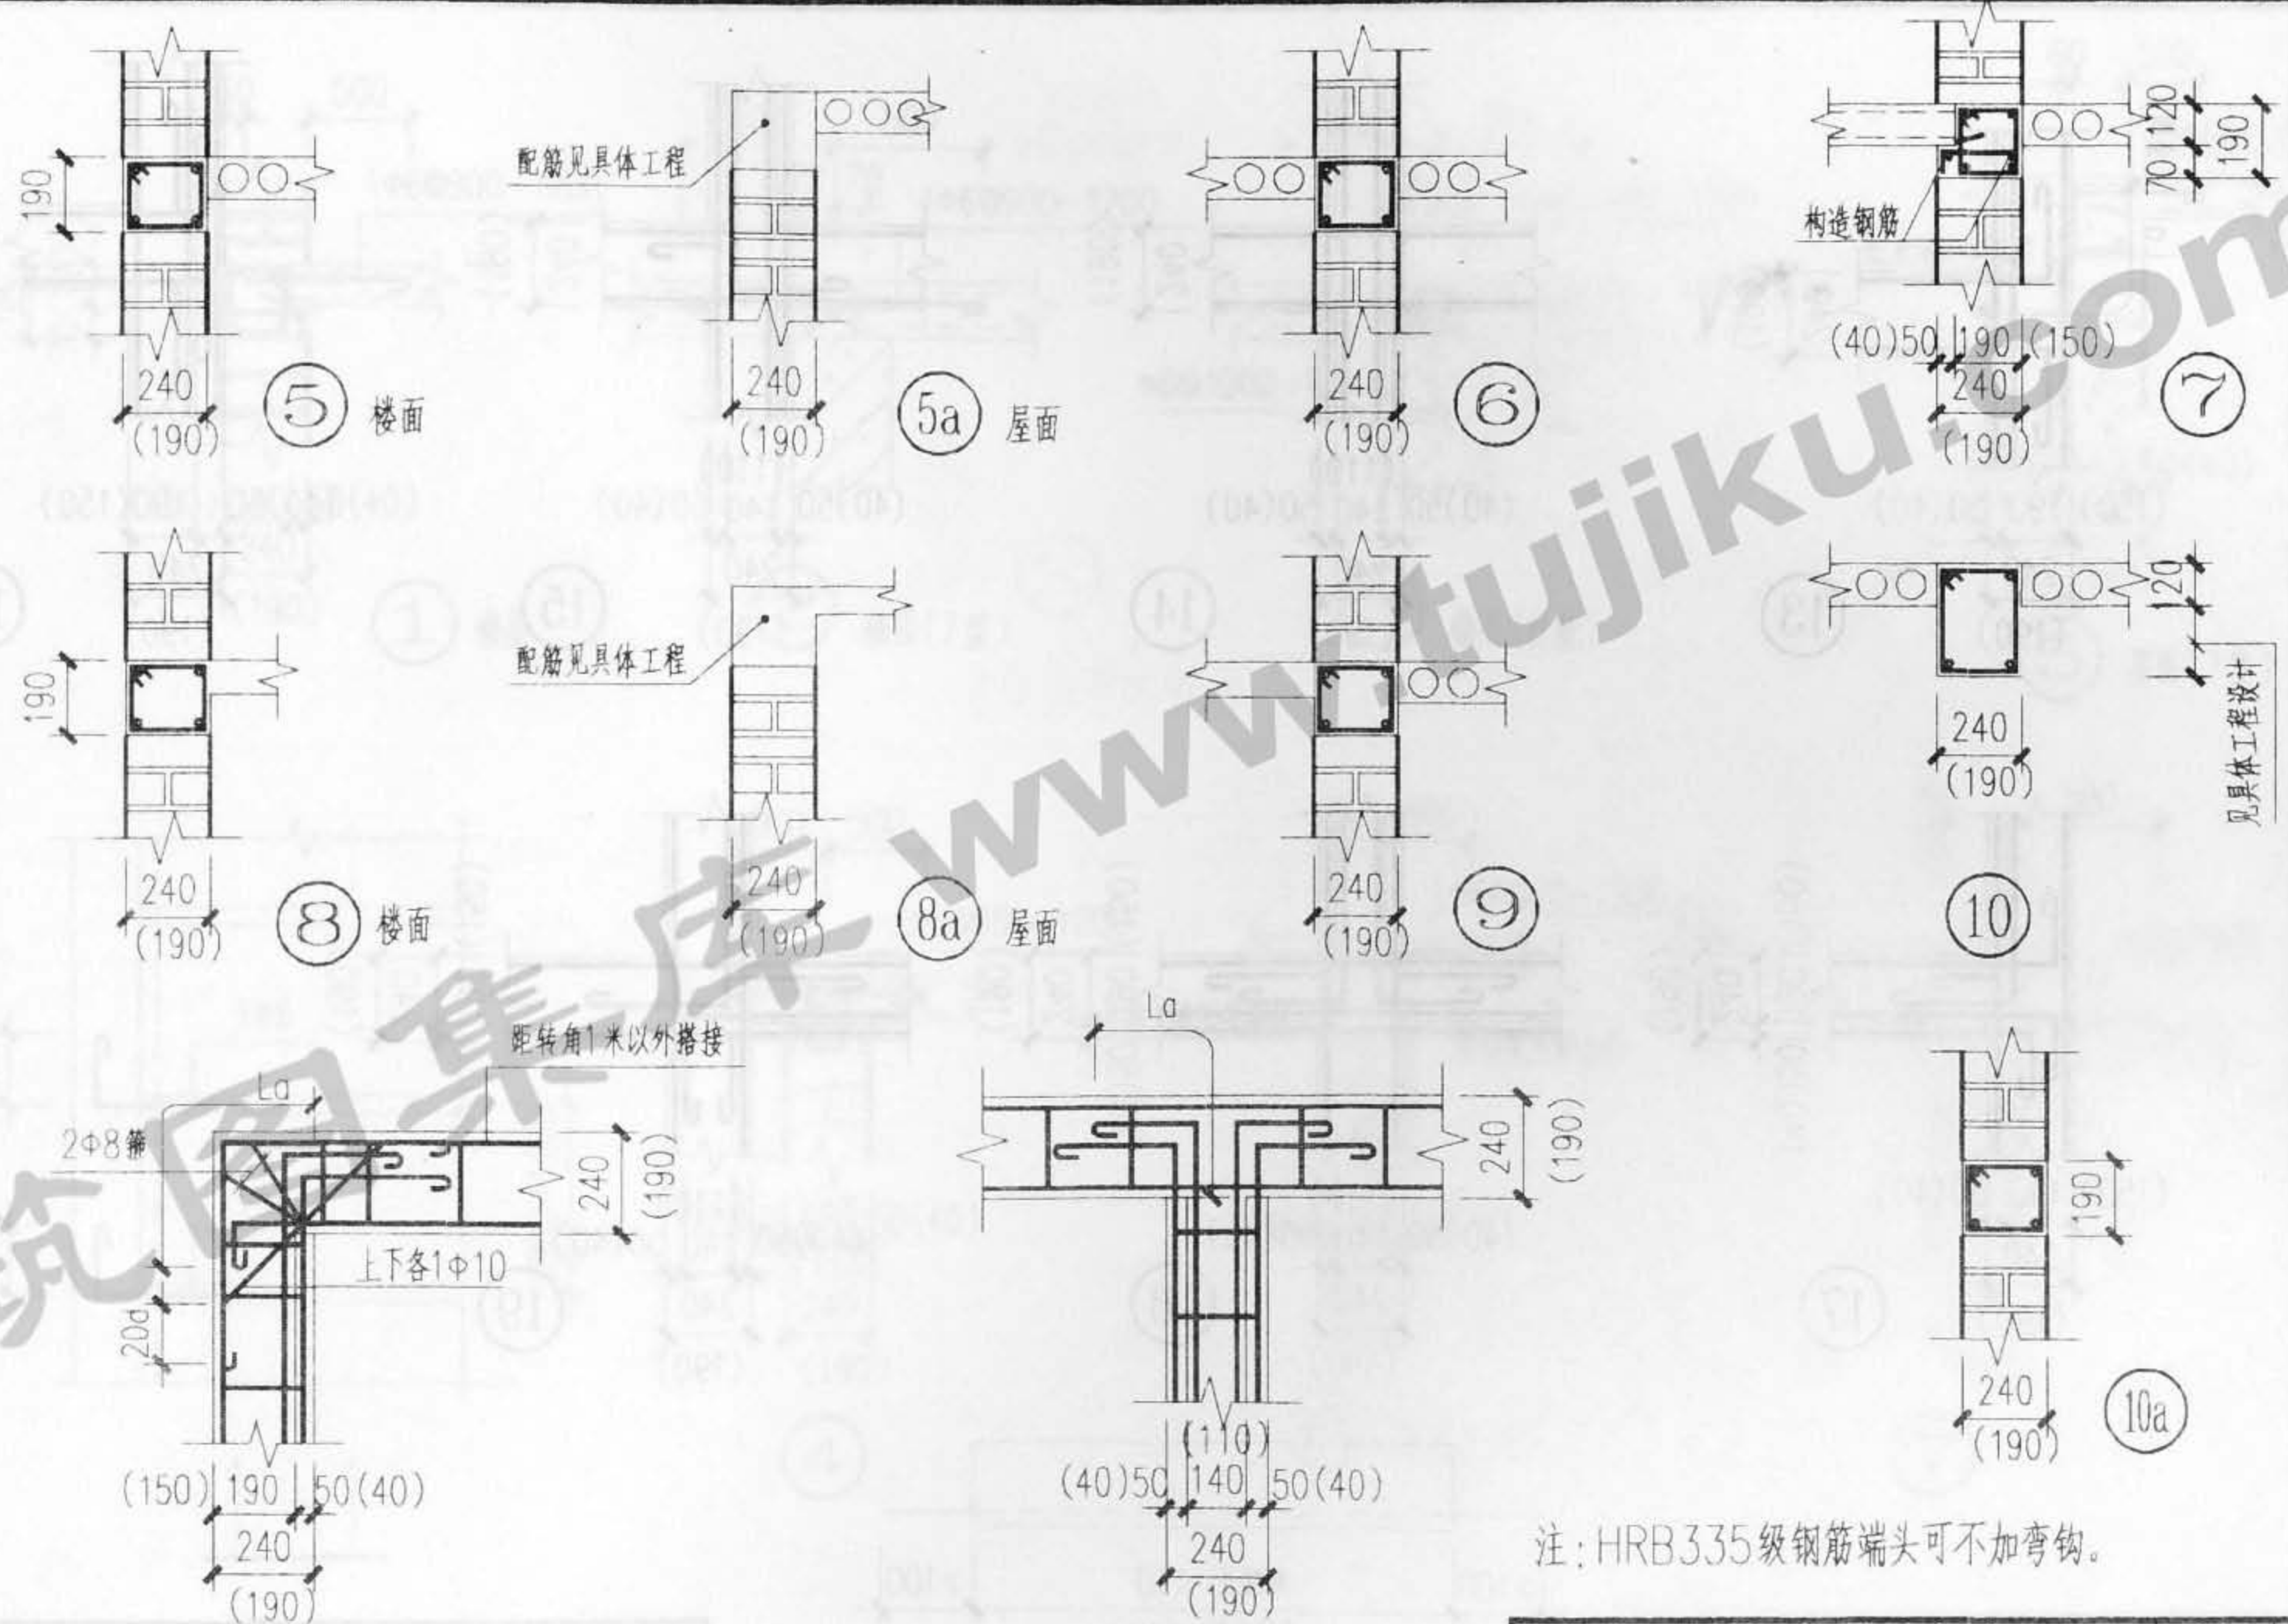 190
240
(190)
5
楼面
配筋见具体工程
240
(190)
5a
屋面
240
(190)
6
构造钢筋
120
70
190
(40)50 190 (150)
240
(190)
7
190
240
(190)
8
楼面
配筋见具体工程
240
(190)
8a
屋面
240
(190)
9
120
见具体工程设计
240
(190)
10
La
距转角1米以外搭接
2Φ8箍
240
(190)
上下各1Φ10
20d
(150) 190 50(40)
240
(190)
La
240
(190)
(110)
(40)50 140 50(40)
240
(190)
190
240
(190)
10a
注：HRB335级钢筋端头可不加弯钩。
筑图集库 www.tujiku.com